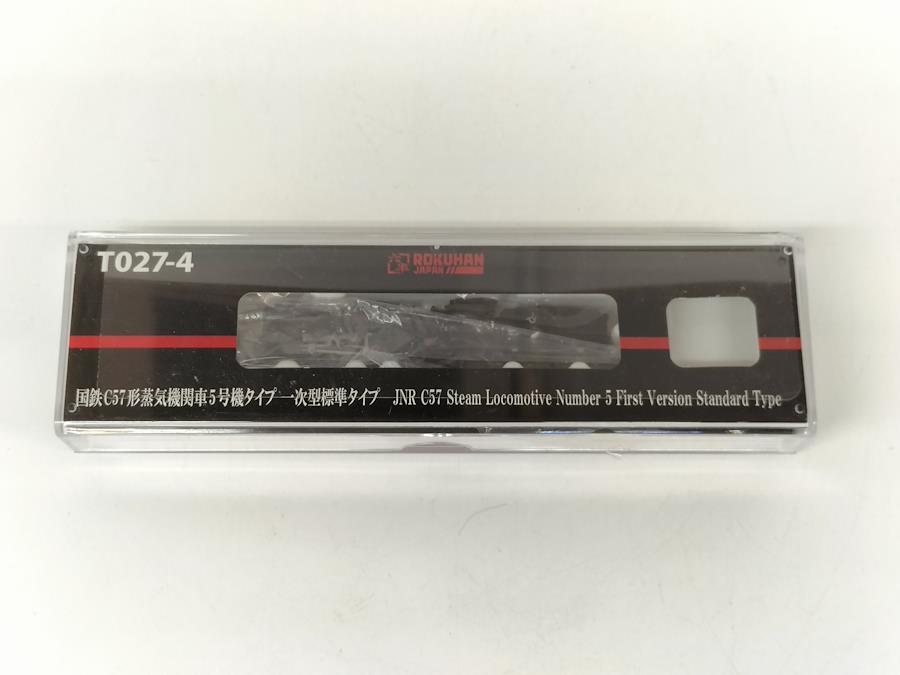 T027-4
ROKUHAN
JAPAN
国鉄C57形蒸気機関車5号機タイプ 一次型標準タイプ JNR C57 Steam Locomotive Number 5 First Version Standard Type